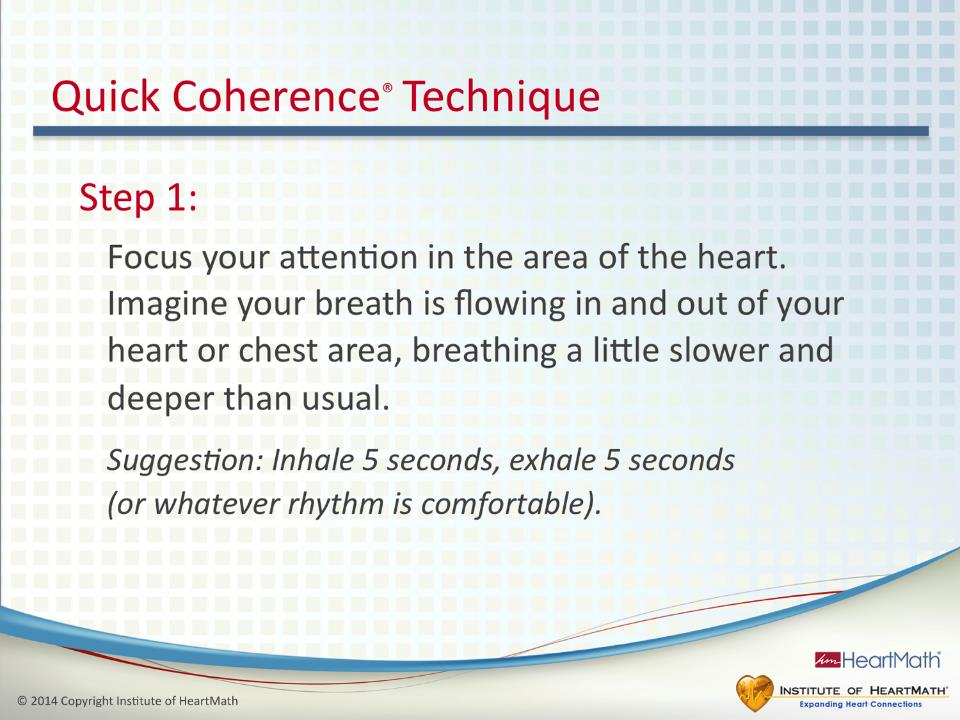 Quick Coherence® Technique
Step 1:
Focus your attention in the area of the heart.
Imagine your breath is flowing in and out of your
heart or chest area, breathing a little slower and
deeper than usual.
Suggestion: Inhale 5 seconds, exhale 5 seconds
(or whatever rhythm is comfortable).
hm HeartMath®
© 2014 Copyright Institute of HeartMath
INSTITUTE OF HEARTMATH®
Expanding Heart Connections